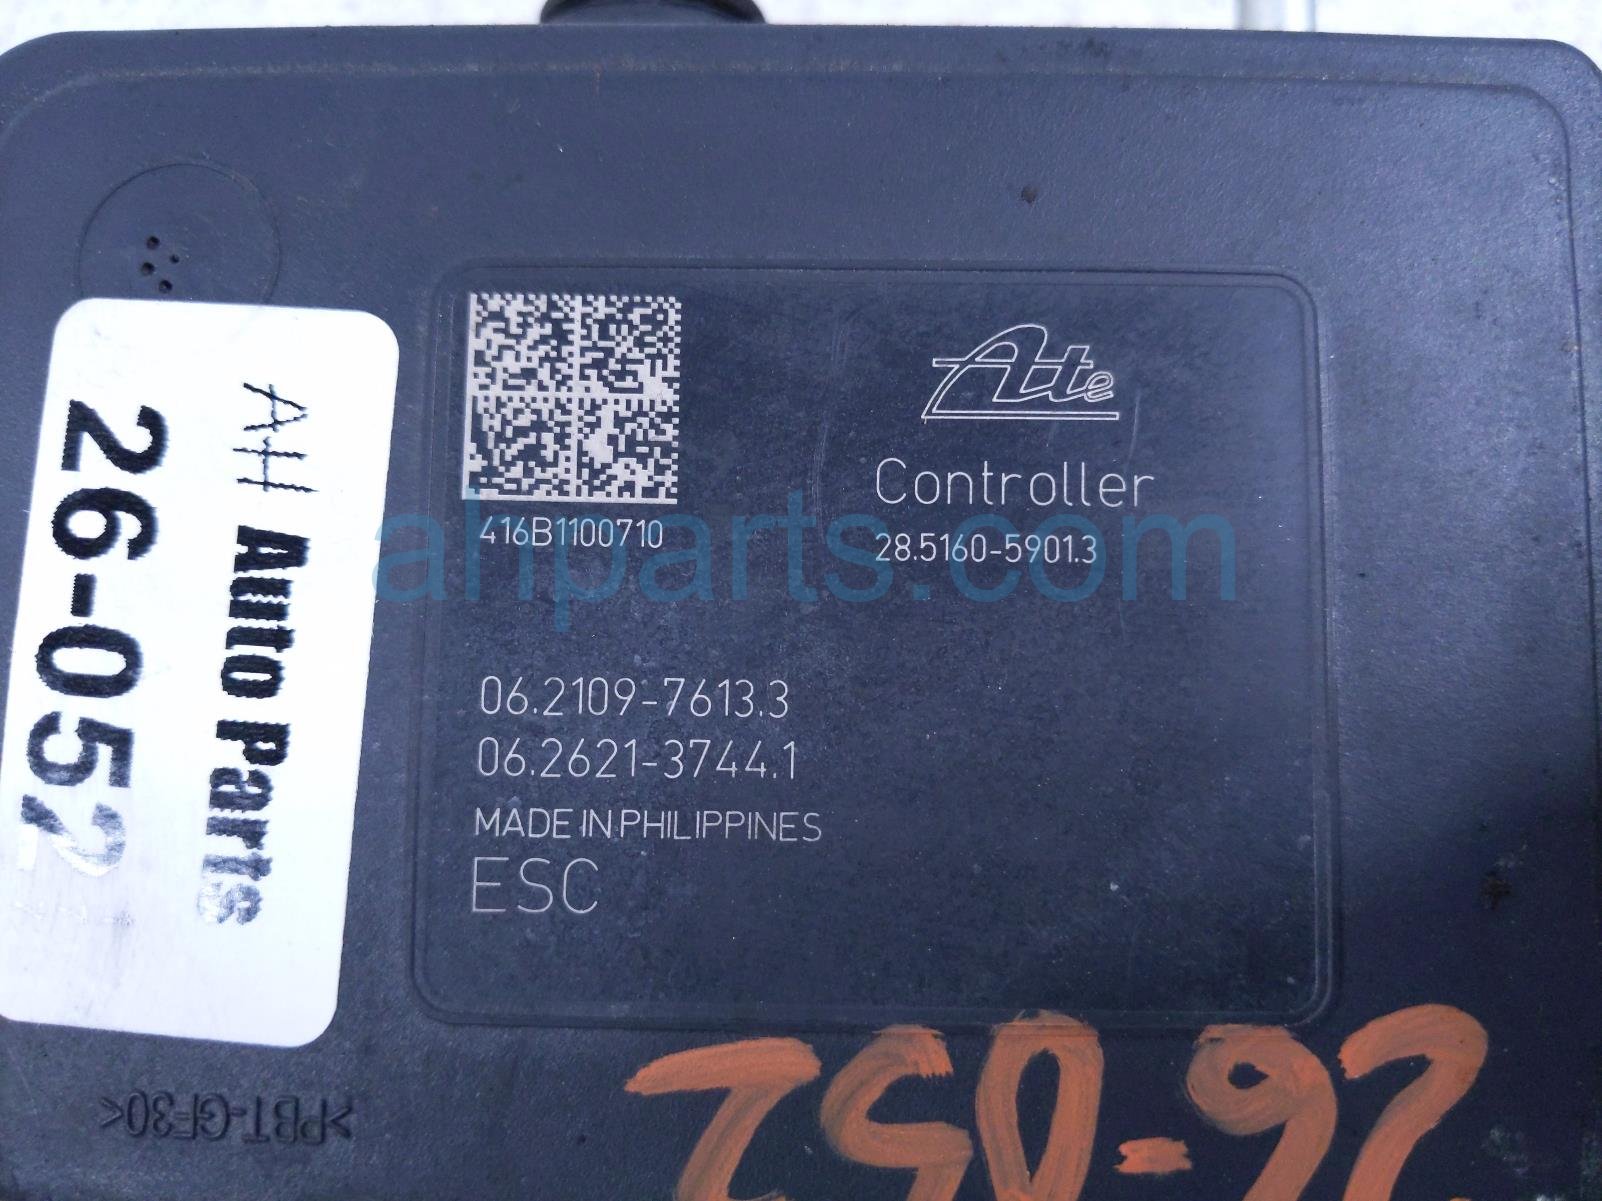 Ate
Controller
416B1100710
28.5160-5901.3
ahparts.com
06.2109-7613.3
06.2621-3744.1
MADE IN PHILIPPINES
ESC
AH Auto Parts
26-052
>PBT-GF30<
26-052